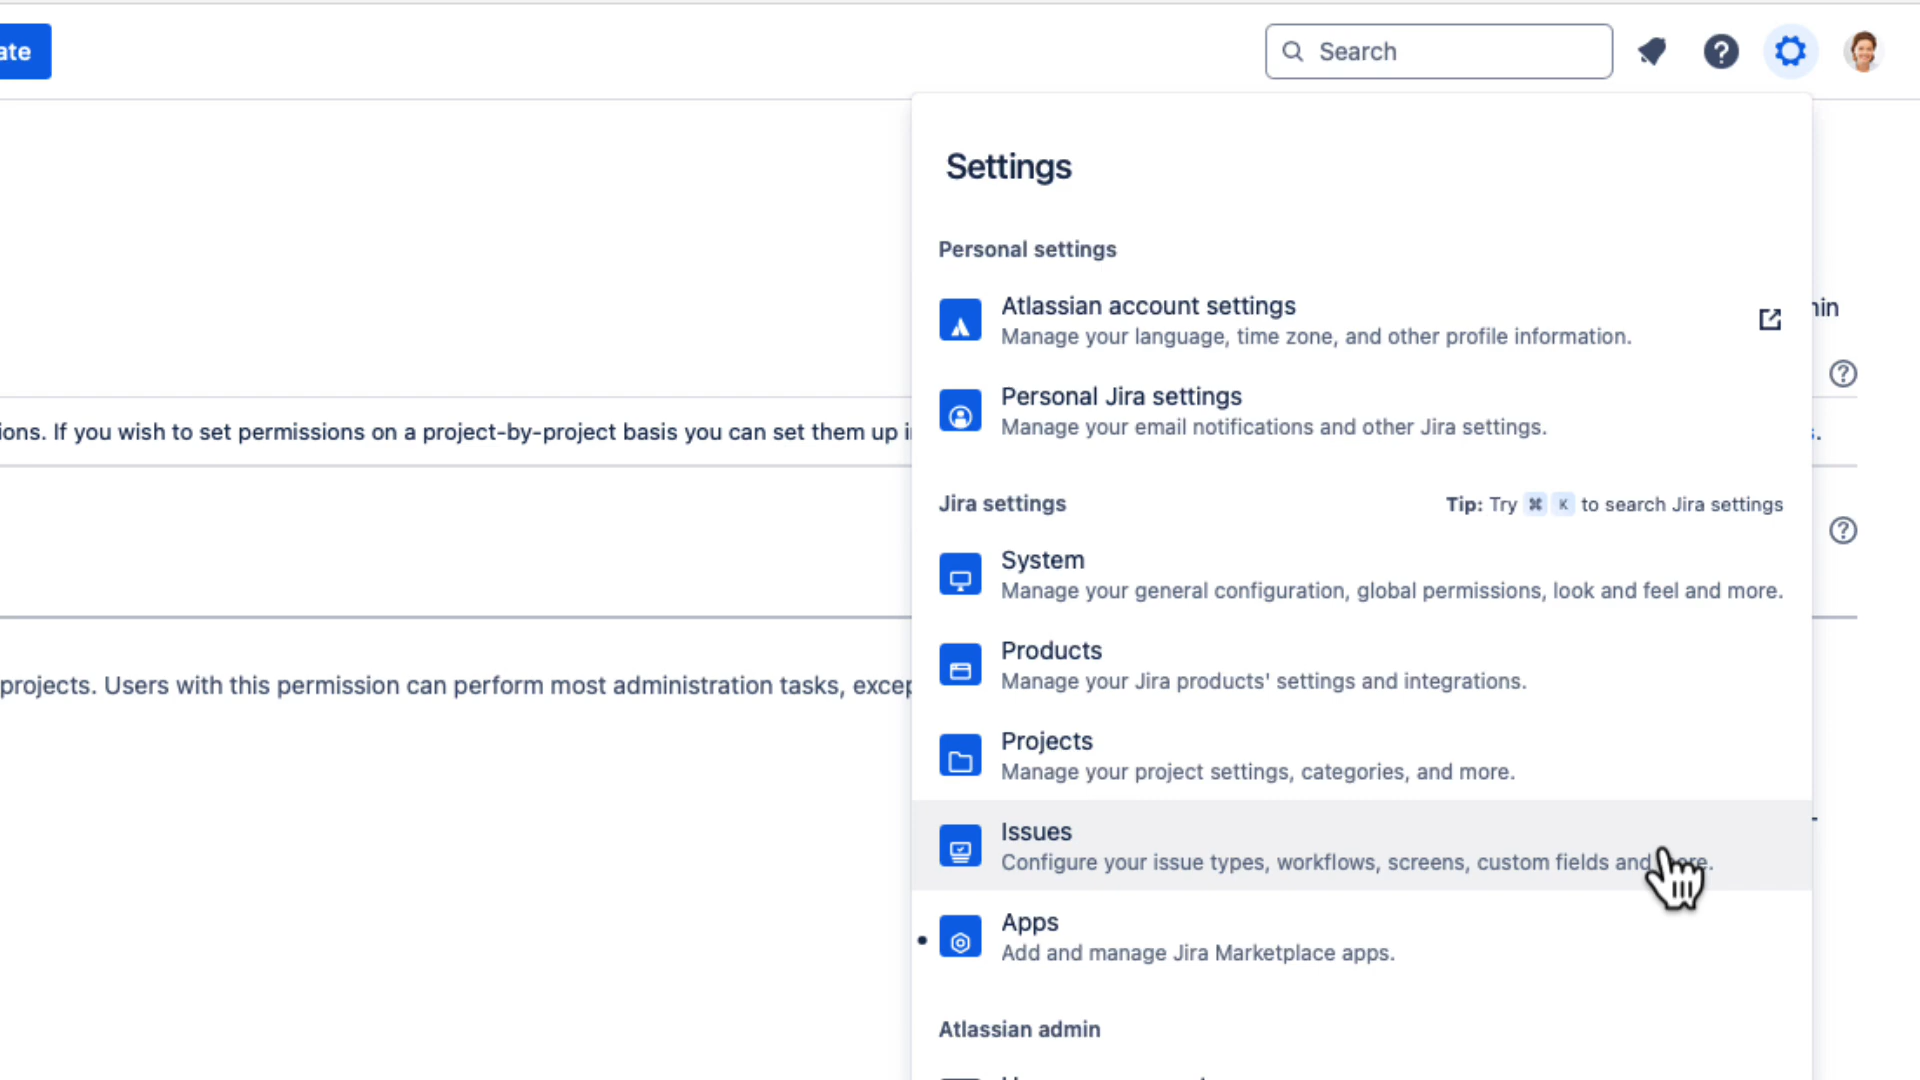 ate
Search
Settings
Personal settings
Atlassian account settings
Manage your language, time zone, and other profile information.
Personal Jira settings
Manage your email notifications and other Jira settings.
ions. If you wish to set permissions on a project-by-project basis you can set them up i
Jira settings
Tip: Try ⌘ K to search Jira settings
System
Manage your general configuration, global permissions, look and feel and more.
Products
Manage your Jira products' settings and integrations.
projects. Users with this permission can perform most administration tasks, excep
Projects
Manage your project settings, categories, and more.
Issues
Configure your issue types, workflows, screens, custom fields and
Apps
Add and manage Jira Marketplace apps.
Atlassian admin